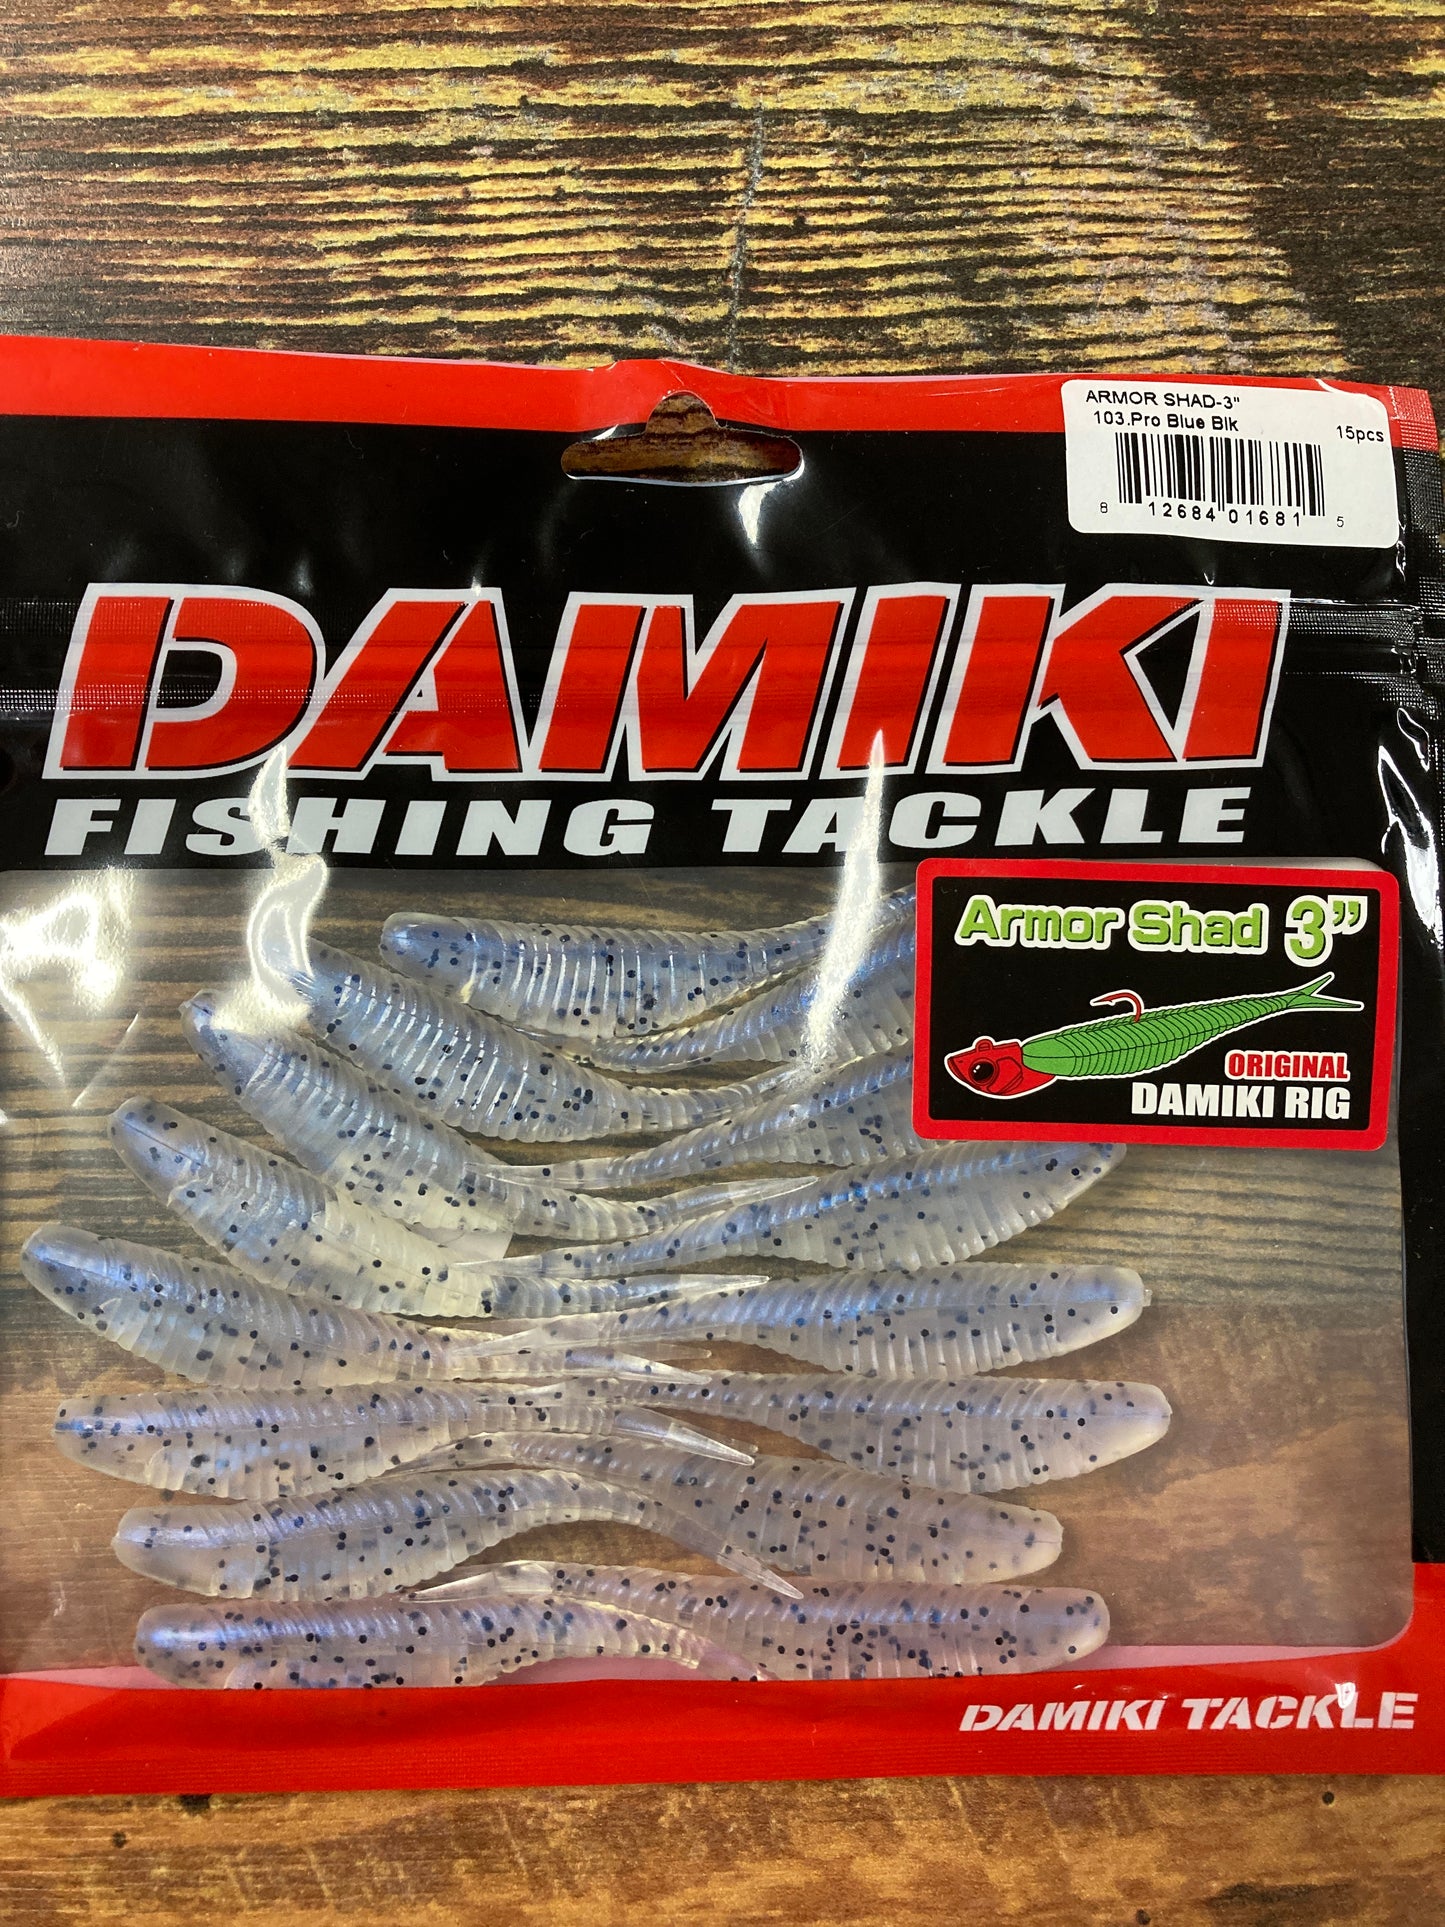 ARMOR SHAD-3"
103.Pro Blue Blk
15pcs
8 12684 01681 5
DAMIKI
FISHING TACKLE
Armor Shad 3”
ORIGINAL
DAMIKI RIG
DAMIKI TACKLE